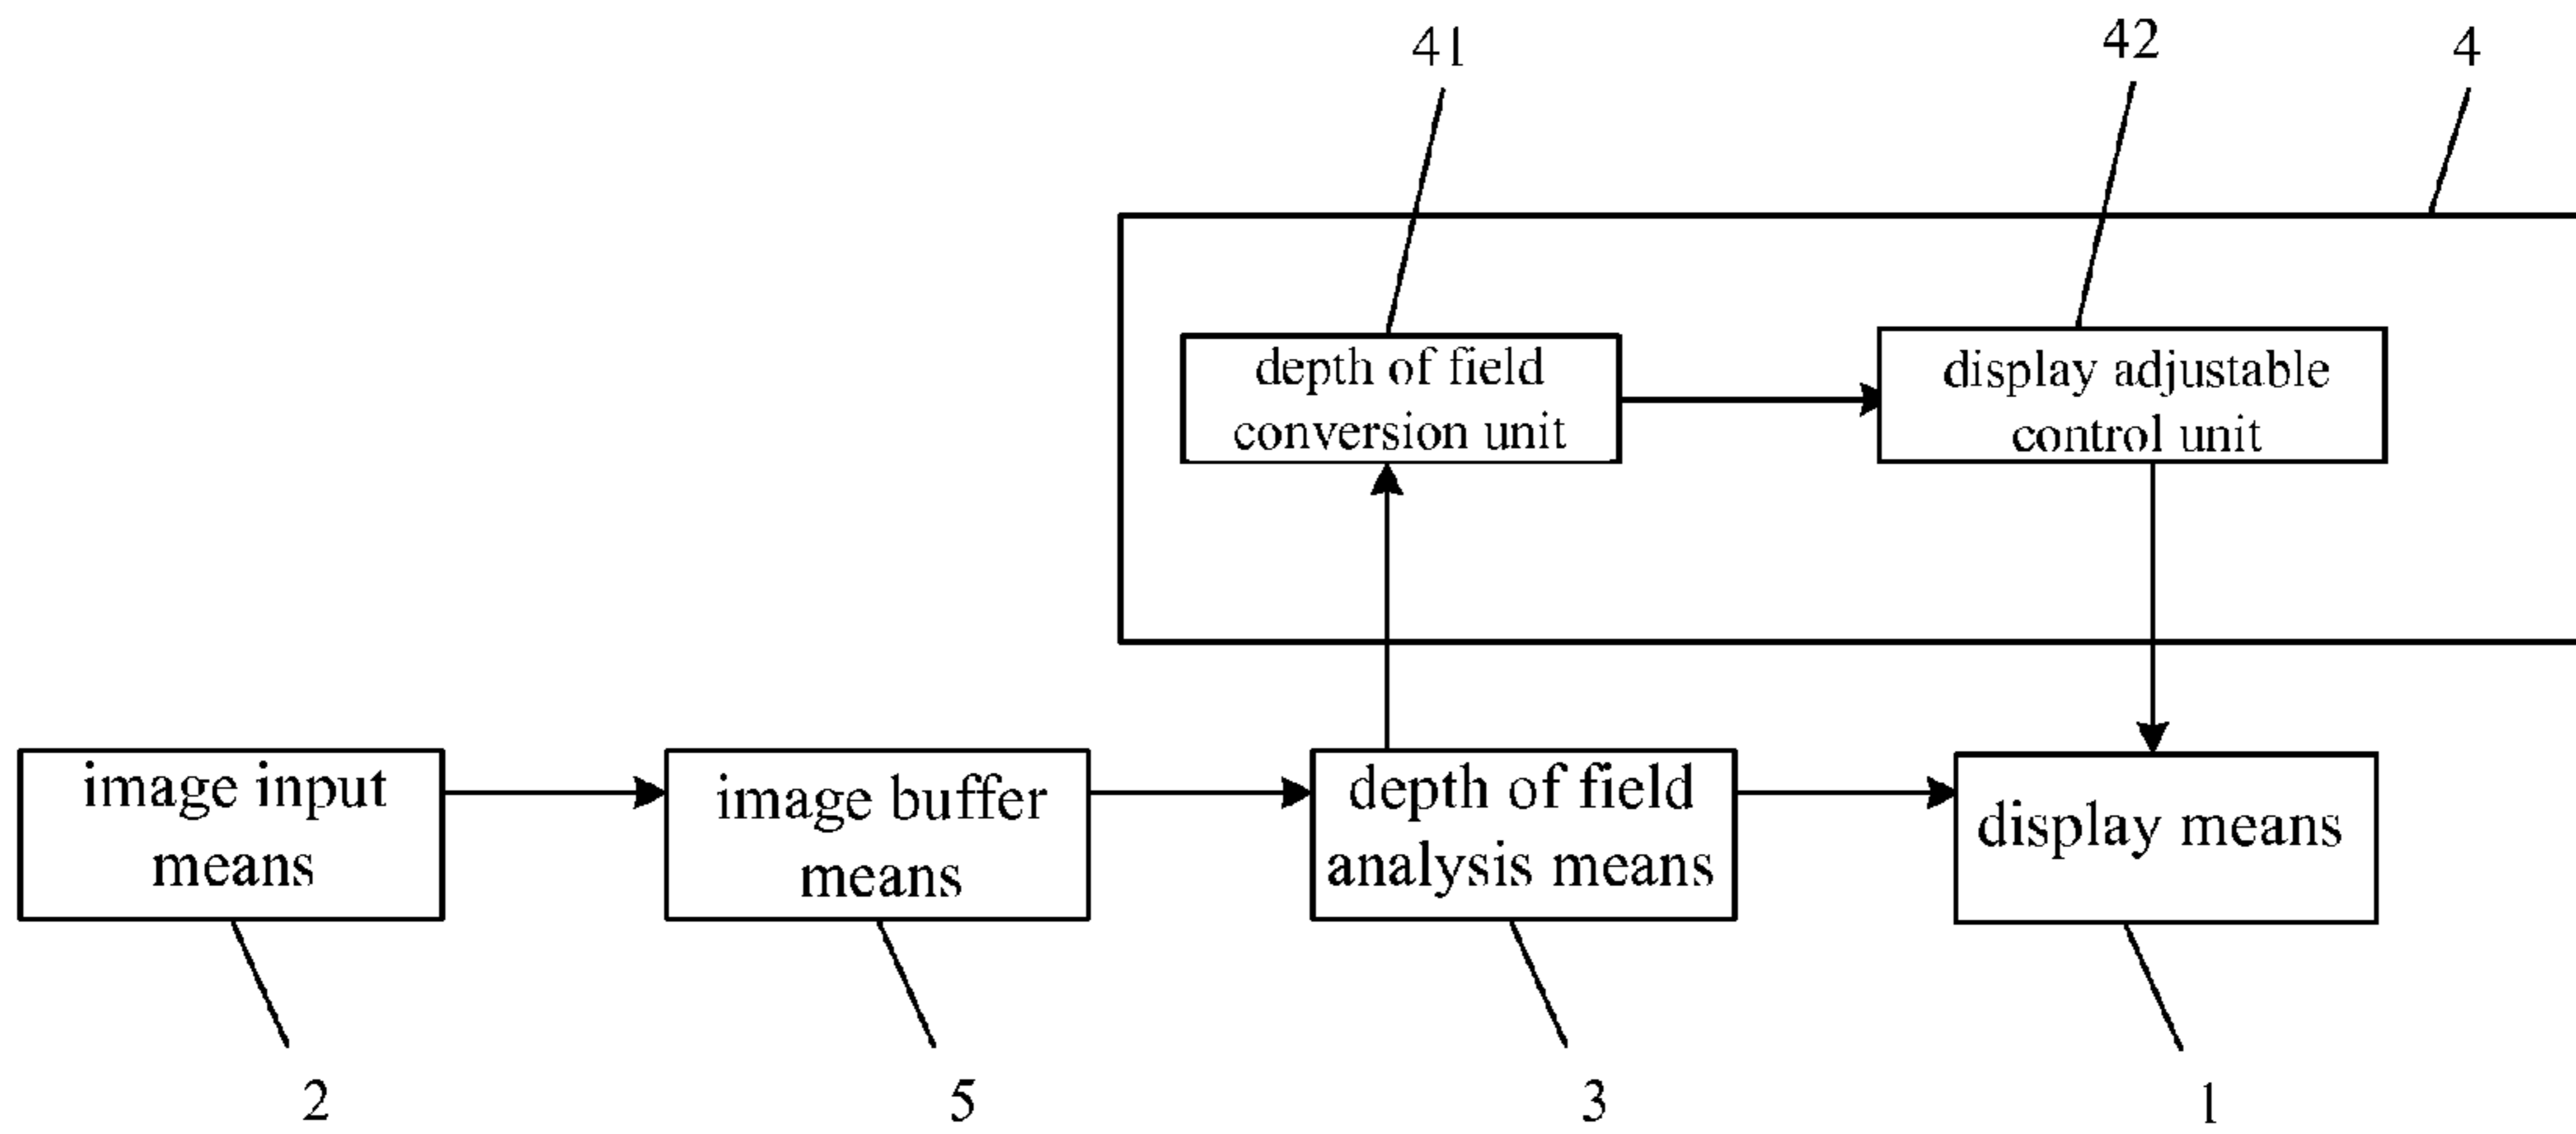 41
42
4
depth of field
conversion unit
display adjustable
control unit
image input
means
image buffer
means
depth of field
analysis means
display means
2
5
3
1